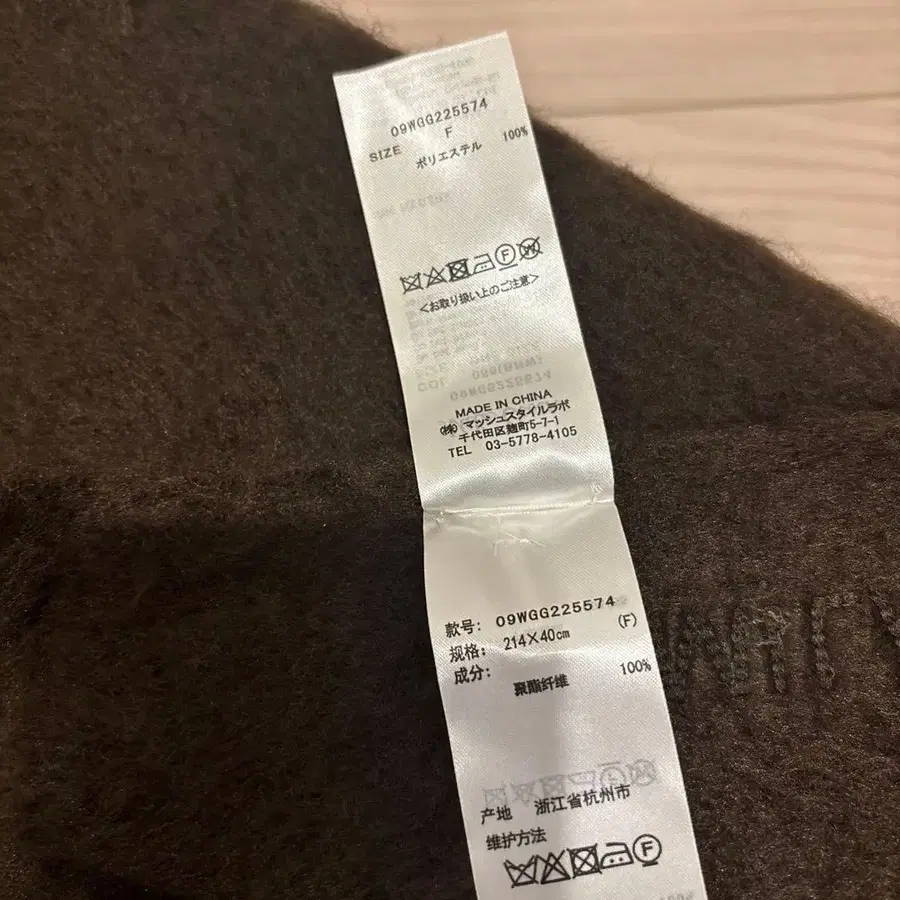 09WGG225574
SIZE F
ポリエステル 100%
<お取り扱い上のご注意>
MADE IN CHINA
(株) マッシュスタイルラボ
千代田区麹町5-7-1
TEL 03-5778-4105
款号: 09WGG225574
规格: 214×40cm (F)
成分:
聚酯纤维 100%
产地 浙江省杭州市
维护方法